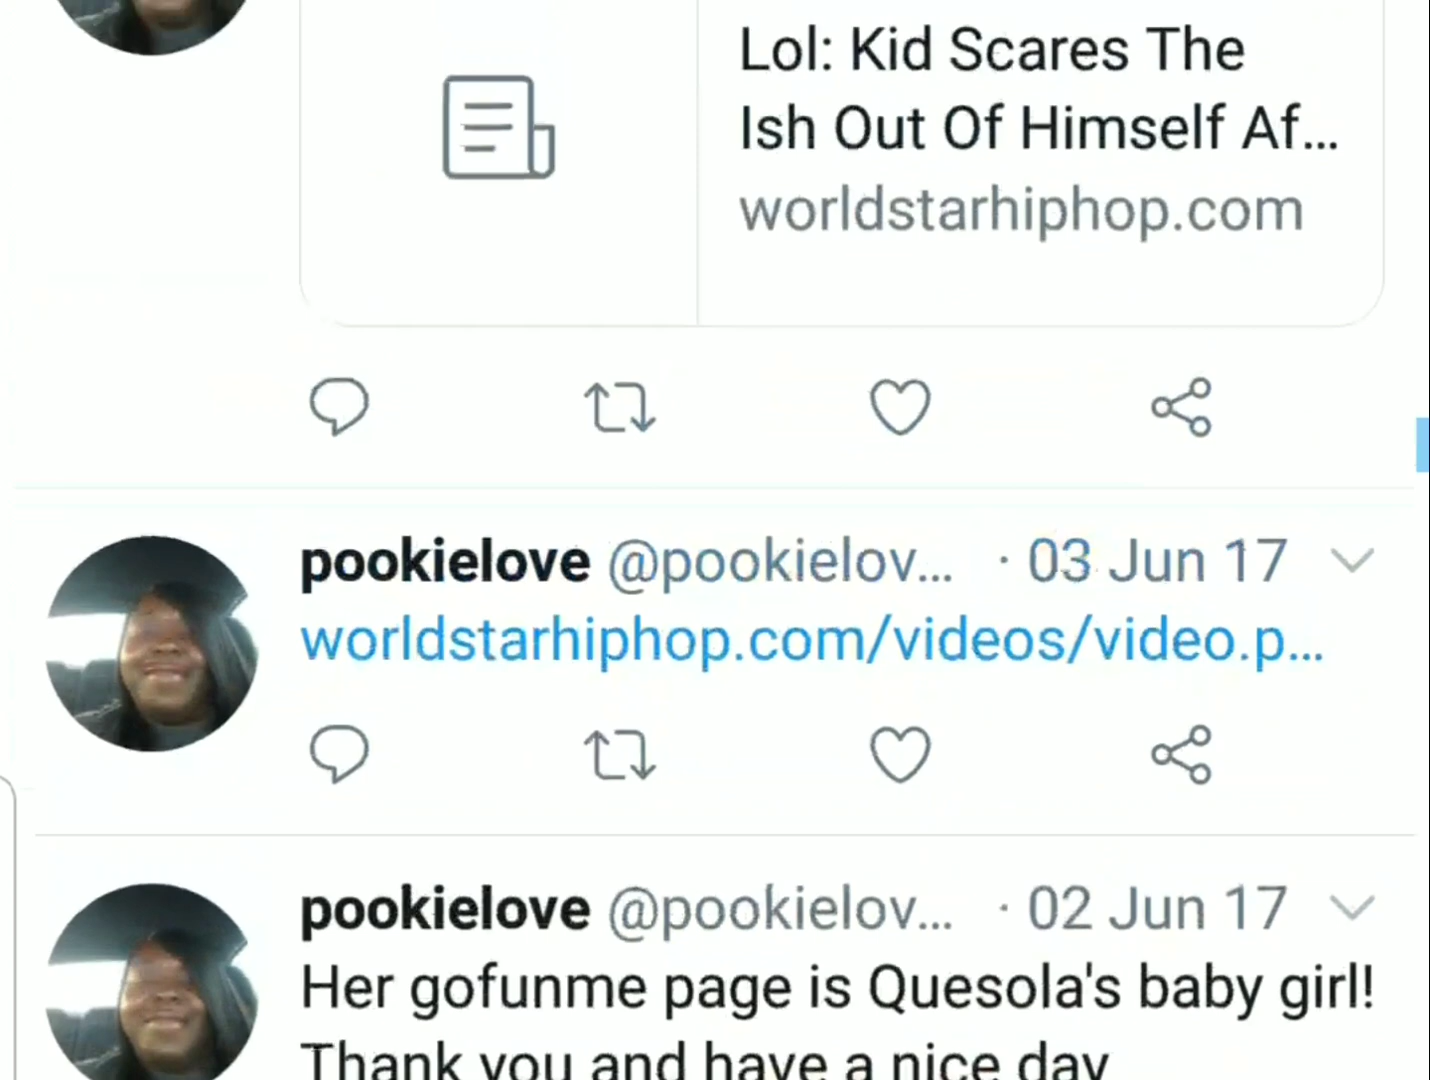 Lol: Kid Scares The
Ish Out Of Himself Af...
worldstarhiphop.com
pookielove @pookielov... · 03 Jun 17
worldstarhiphop.com/videos/video.p...
pookielove @pookielov... · 02 Jun 17
Her gofunme page is Quesola's baby girl!
Thank you and have a nice day